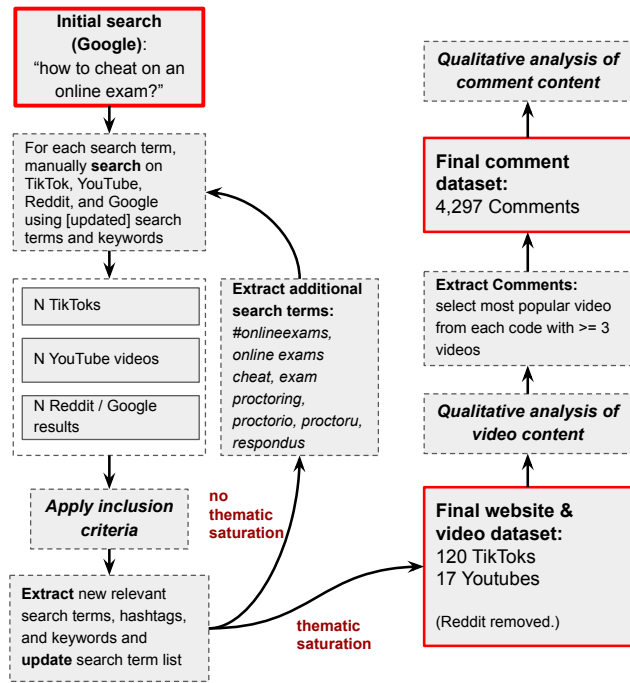 Initial search
(Google):
“how to cheat on an
online exam?”
For each search term,
manually search on
TikTok, YouTube,
Reddit, and Google
using [updated] search
terms and keywords
N TikToks
N YouTube videos
N Reddit / Google
results
Apply inclusion
criteria
Extract new relevant
search terms, hashtags,
and keywords and
update search term list
no
thematic
saturation
Extract additional
search terms:
#onlineexams,
online exams
cheat, exam
proctoring,
proctorio, proctoru,
respondus
thematic
saturation
Final website &
video dataset:
120 TikToks
17 Youtubes
(Reddit removed.)
Qualitative analysis of
video content
Extract Comments:
select most popular video
from each code with >= 3
videos
Final comment
dataset:
4,297 Comments
Qualitative analysis of
comment content